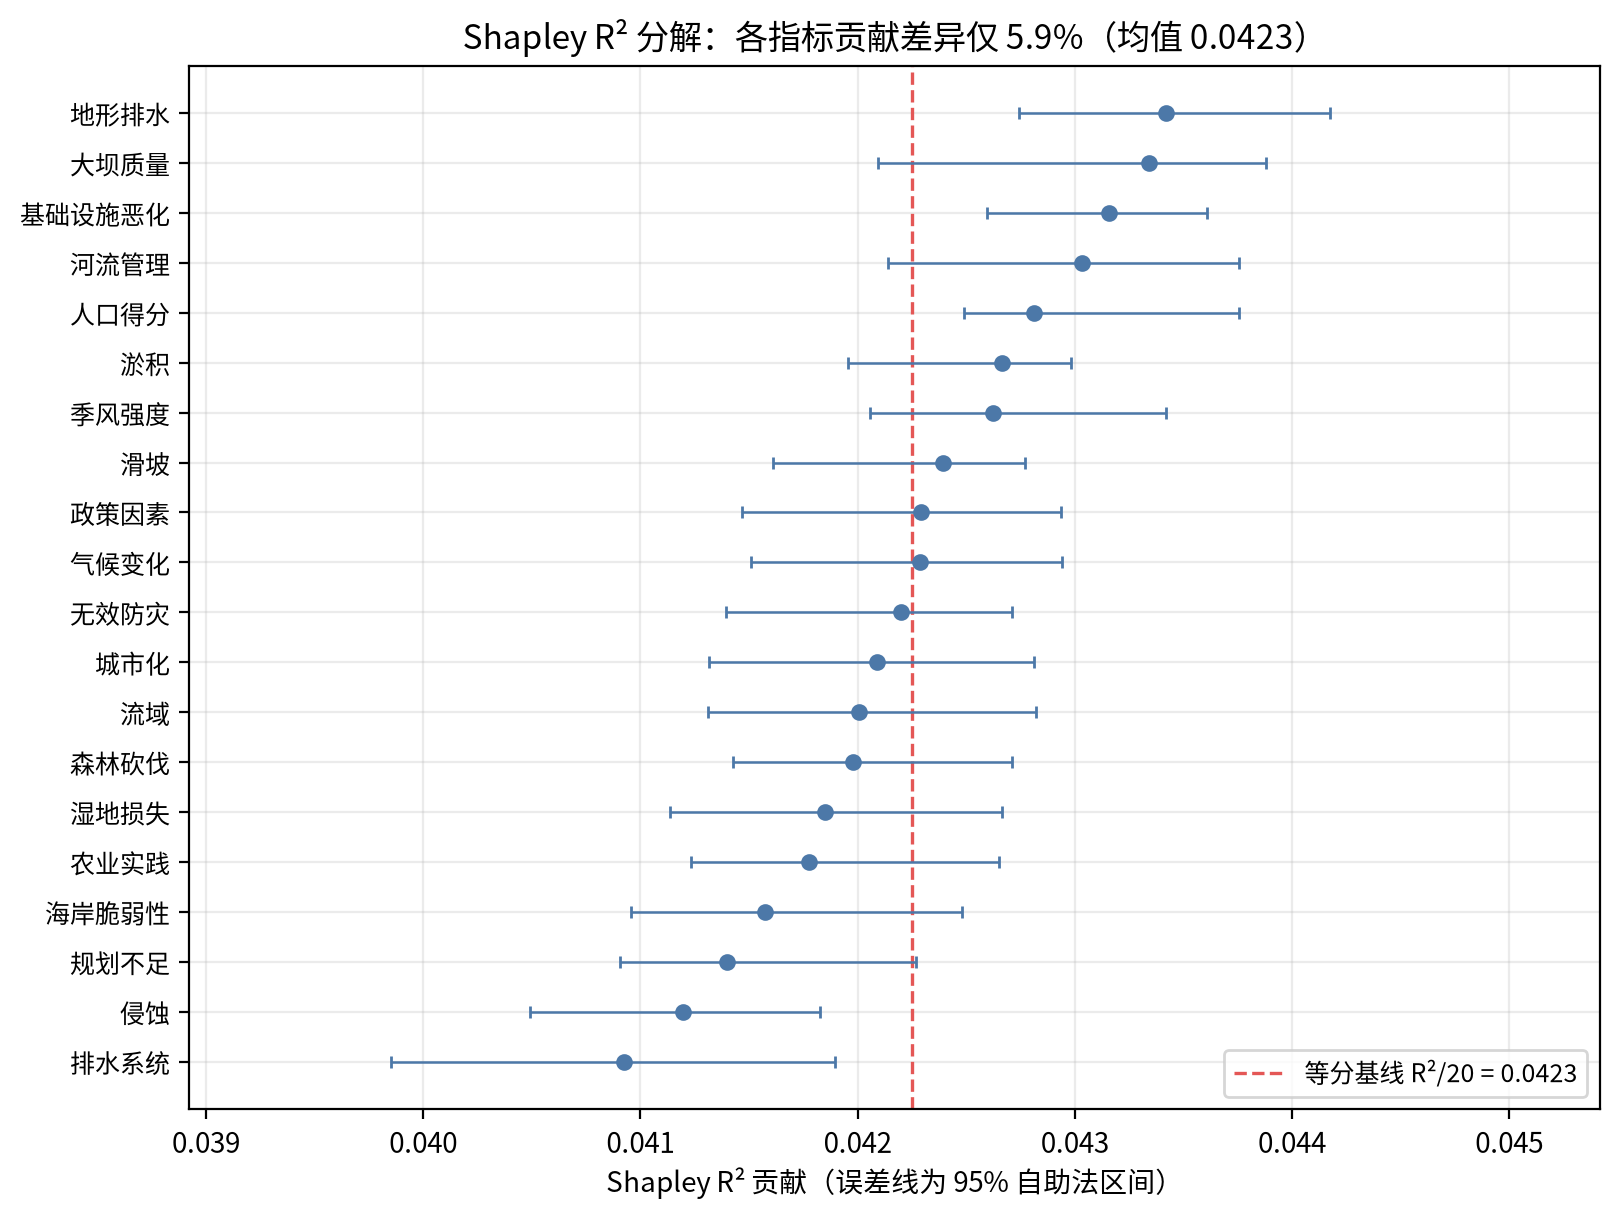 Shapley R² 分解：各指标贡献差异仅 5.9%（均值 0.0423）
地形排水
大坝质量
基础设施恶化
河流管理
人口得分
淤积
季风强度
滑坡
政策因素
气候变化
无效防灾
城市化
流域
森林砍伐
湿地损失
农业实践
海岸脆弱性
规划不足
侵蚀
排水系统
等分基线 R²/20 = 0.0423
0.039 0.040 0.041 0.042 0.043 0.044 0.045
Shapley R² 贡献（误差线为 95% 自助法区间）